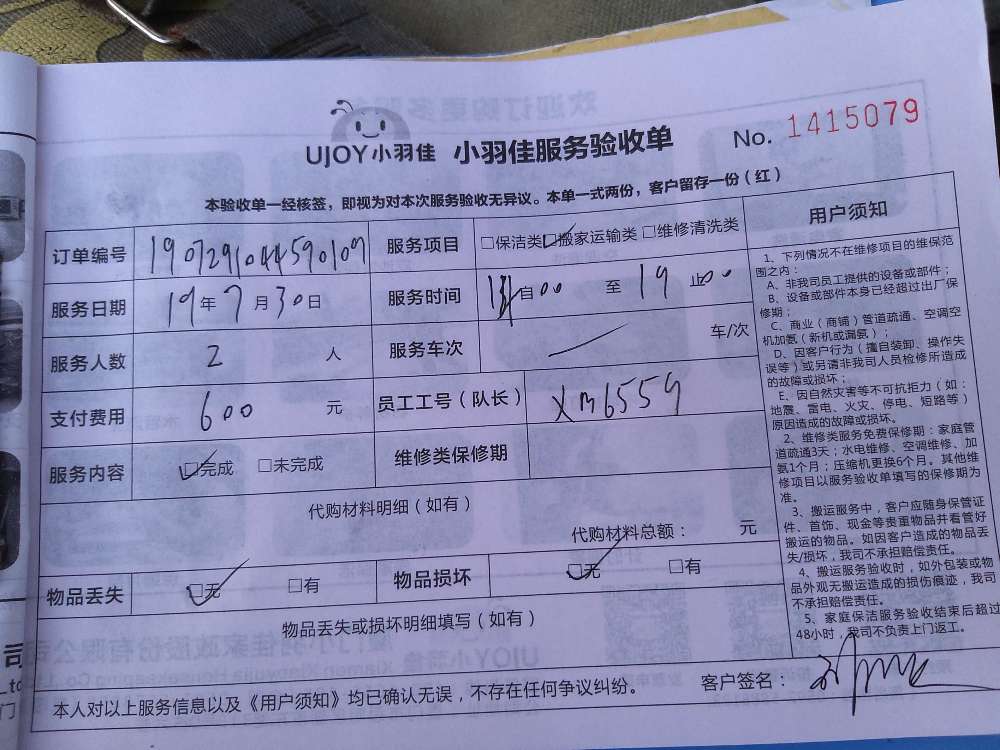 UJOY小羽佳 小羽佳服务验收单 No. 1415079
本验收单一经核签，即视为对本次服务验收无异议。本单一式两份，客户留存一份（红）
订单编号 1907291044590109 服务项目 □保洁类 ☑搬家运输类 □维修清洗类
服务日期 19年7月30日 服务时间 自00 至 19 止00
服务人数 2 人 服务车次 车/次
支付费用 600 元 员工工号（队长） XM6559
服务内容 ☑完成 □未完成 维修类保修期
代购材料明细（如有）
代购材料总额： 元
物品丢失 ☑无 □有 物品损坏 ☑无 □有
物品丢失或损坏明细填写（如有）
本人对以上服务信息以及《用户须知》均已确认无误，不存在任何争议纠纷。 客户签名：
用户须知
1、下列情况不在维修项目的维保范
围之内：
A、非我司员工提供的设备或部件；
B、设备或部件本身已经超过出厂保
修期；
C、商业（商铺）管道疏通、空调空
机加氨（新机或漏氨）；
D、因客户行为（擅自装卸、操作失
误等）或另请非我司人员检修所造成
的故障或损坏；
E、因自然灾害等不可抗拒力（如：
地震、雷电、火灾、停电、短路等）
原因造成的故障或损坏。
2、维修类服务免费保修期：家庭管
道疏通3天；水电维修、空调维修、加
氨1个月；压缩机更换6个月。其他维
修项目以服务验收单填写的保修期为
准。
3、搬运服务中，客户应随身保管证
件、首饰、现金等贵重物品并看管好
搬运的物品。如因客户造成的物品丢
失/损坏，我司不承担赔偿责任。
4、搬运服务验收时，如外包装或物
品外观无搬运造成的损伤痕迹，我司
不承担赔偿责任。
5、家庭保洁服务验收结束后超过
48小时，我司不负责上门返工。